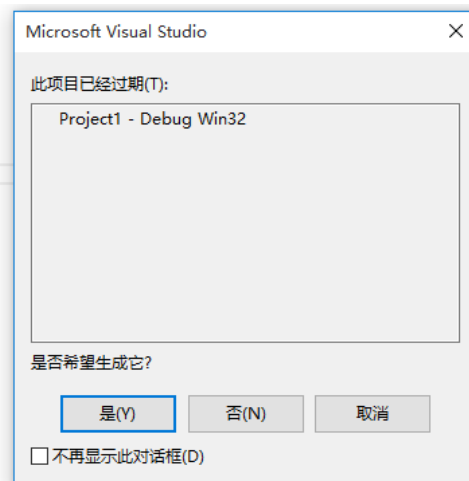 Microsoft Visual Studio
此项目已经过期(T):
Project1 - Debug Win32
是否希望生成它?
是(Y) 否(N) 取消
不再显示此对话框(D)